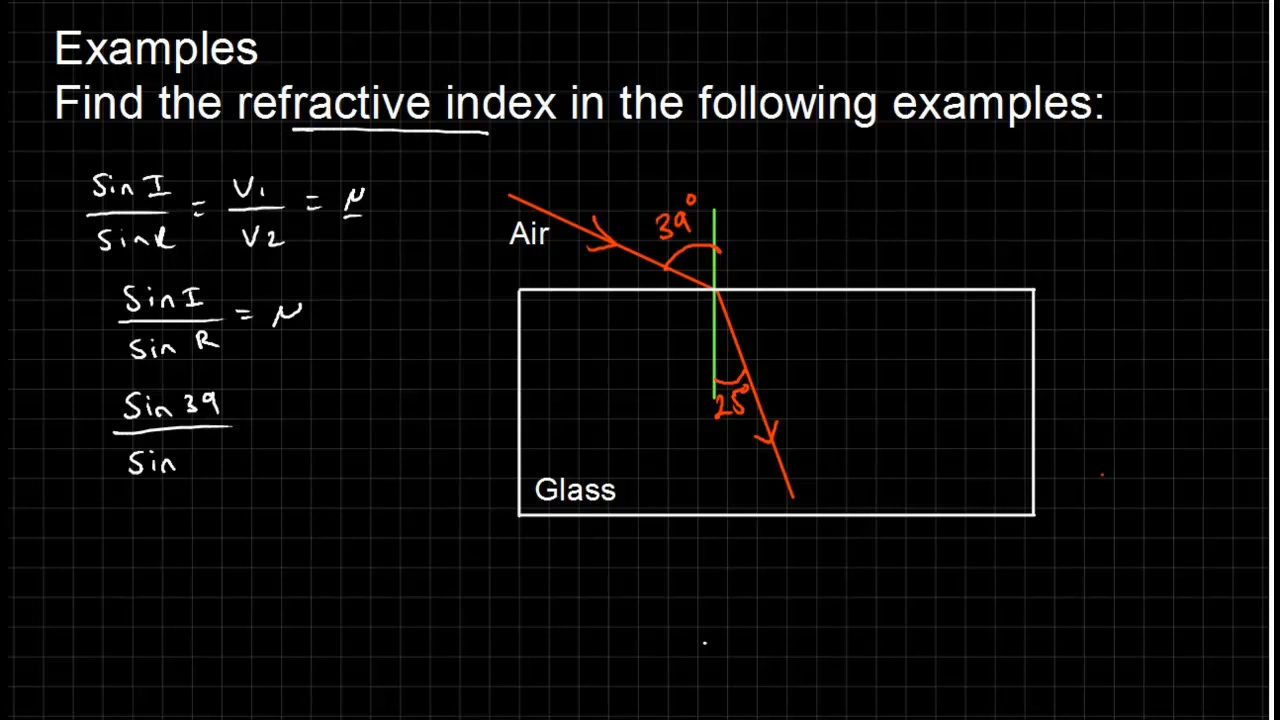 Examples
Find the refractive index in the following examples:
Sin I / Sin R = V1 / V2 = μ
Sin I / Sin R = μ
Sin 39 / Sin
Air
39°
25°
Glass